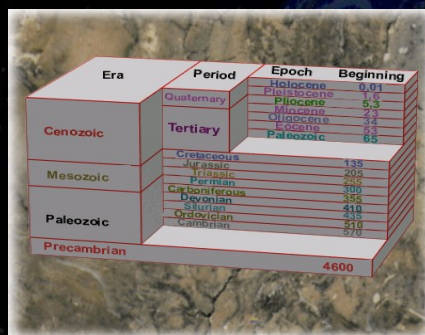 Era Period Epoch Beginning
Holocene 0,01
Quaternary Pleistocene 1,6
Pliocene 5,3
Cenozoic Tertiary Miocene 23
Oligocene 34
Eocene 53
Paleozoic 65
Cretaceous 135
Jurassic 205
Mesozoic Triassic 255
Permian 300
Carboniferous 355
Devonian 410
Paleozoic Silurian 435
Ordovician 510
Cambrian 570
Precambrian 4600